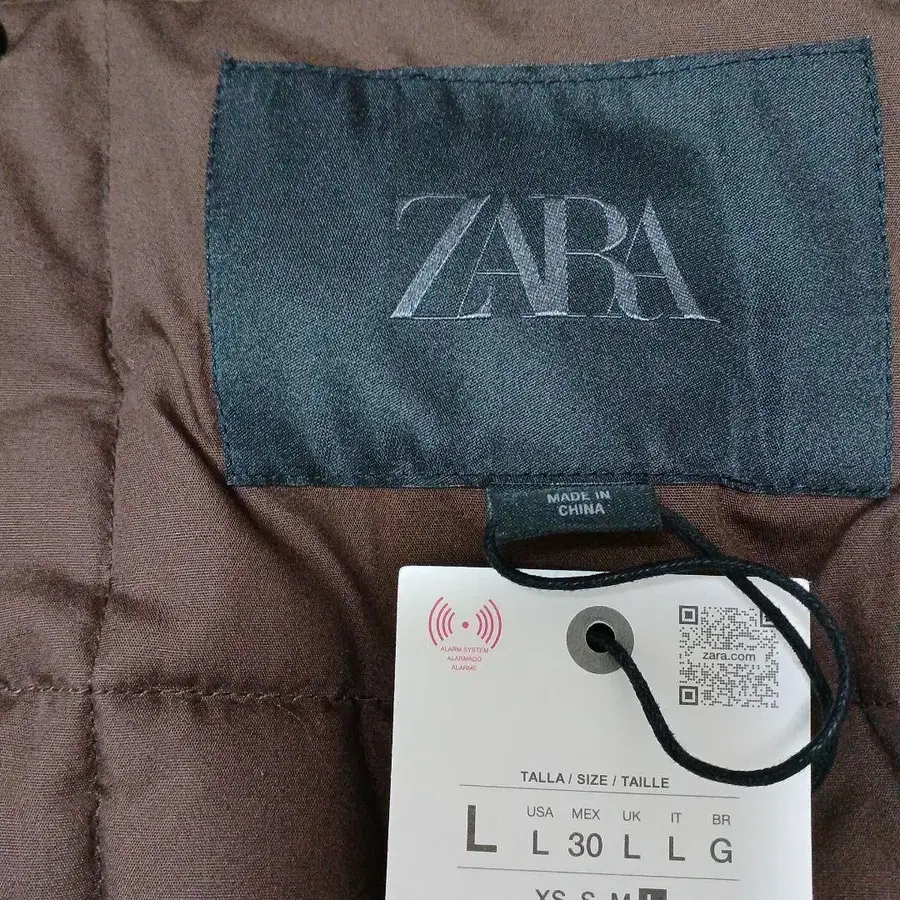 ZARA
MADE IN
CHINA
ALARM SYSTEM
ALARMADO
ALARME
zara.com
TALLA / SIZE / TAILLE
L
USA MEX UK IT BR
L 30 L L G
XS S M L